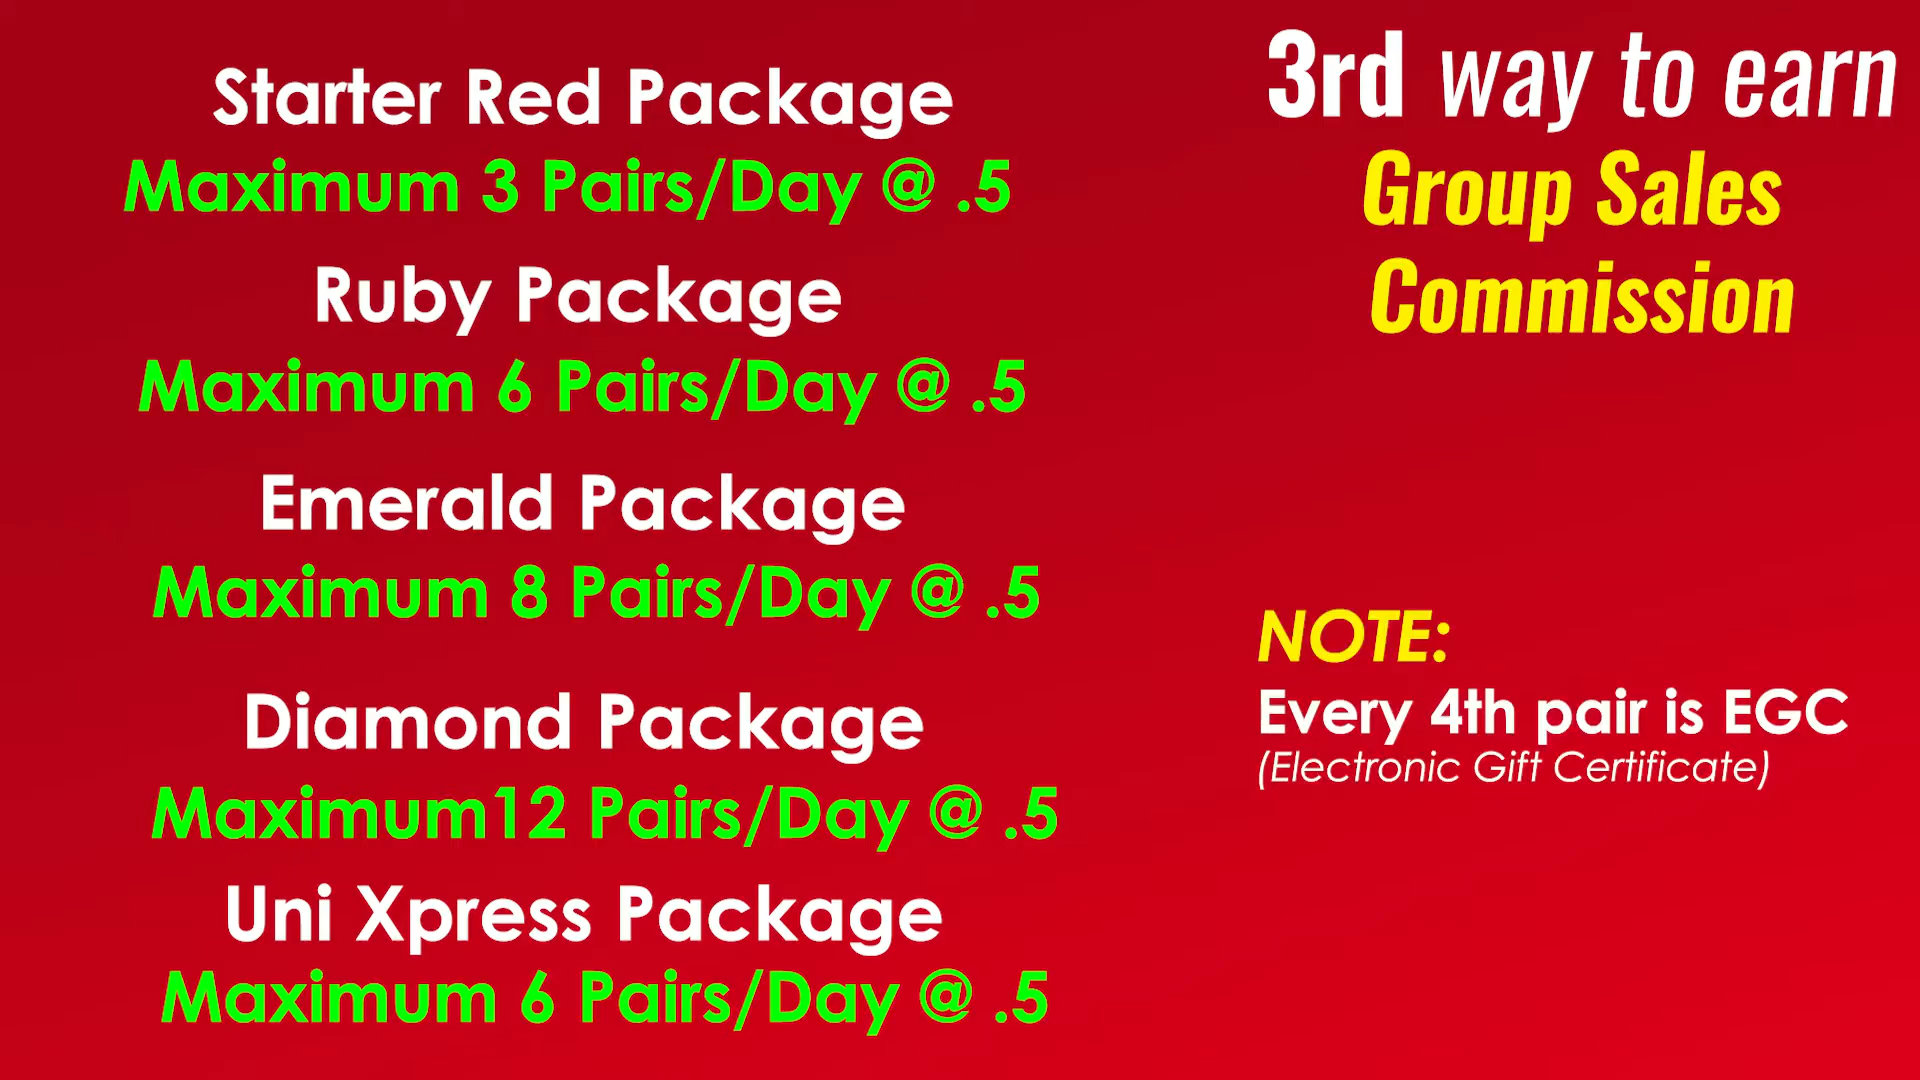 Starter Red Package
Maximum 3 Pairs/Day @ .5
Ruby Package
Maximum 6 Pairs/Day @ .5
Emerald Package
Maximum 8 Pairs/Day @ .5
Diamond Package
Maximum12 Pairs/Day @ .5
Uni Xpress Package
Maximum 6 Pairs/Day @ .5
3rd way to earn
Group Sales
Commission
NOTE:
Every 4th pair is EGC
(Electronic Gift Certificate)